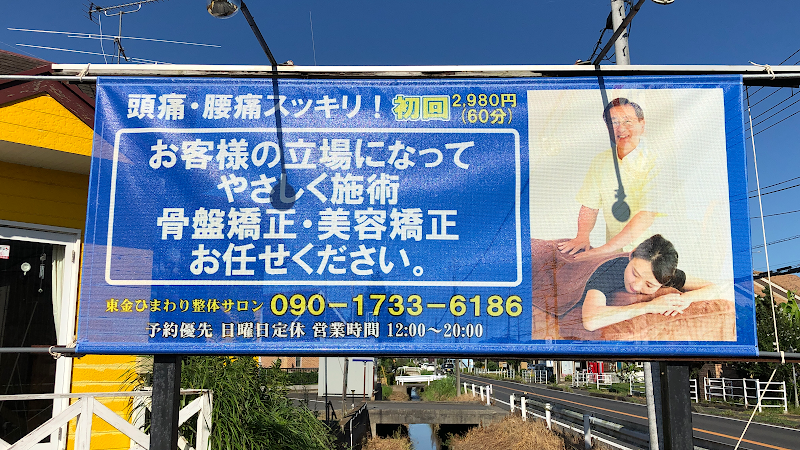 頭痛・腰痛スッキリ！初回2,980円(60分)
お客様の立場になって
やさしく施術
骨盤矯正・美容矯正
お任せください。
東金ひまわり整体サロン 090-1733-6186
予約優先 日曜日定休 営業時間 12:00〜20:00